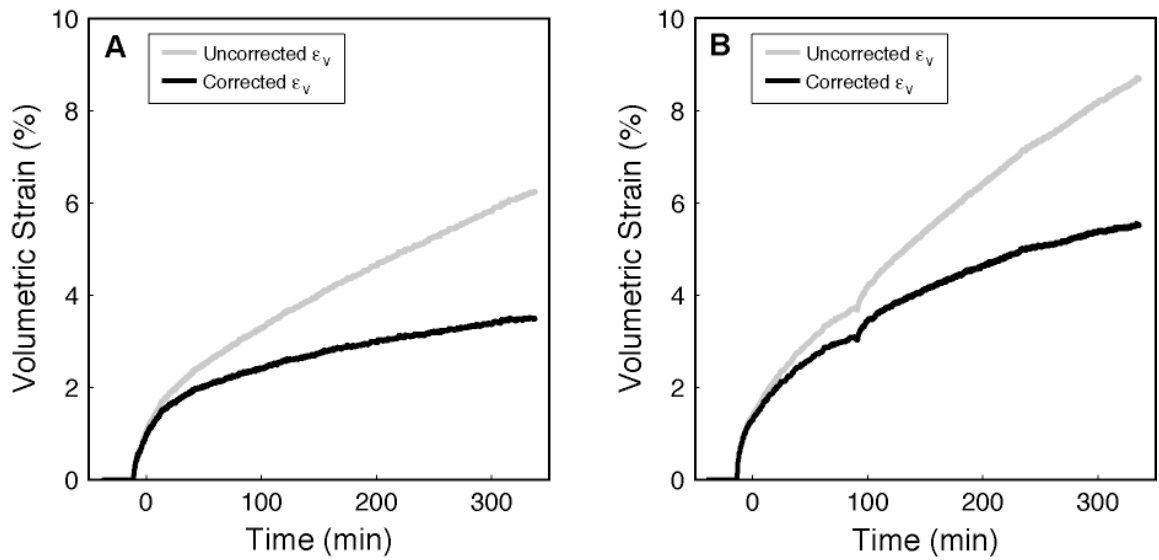 A
Uncorrected εv
Corrected εv
Volumetric Strain (%)
10
8
6
4
2
0
0 100 200 300
Time (min)
B
Uncorrected εv
Corrected εv
Volumetric Strain (%)
10
8
6
4
2
0
0 100 200 300
Time (min)